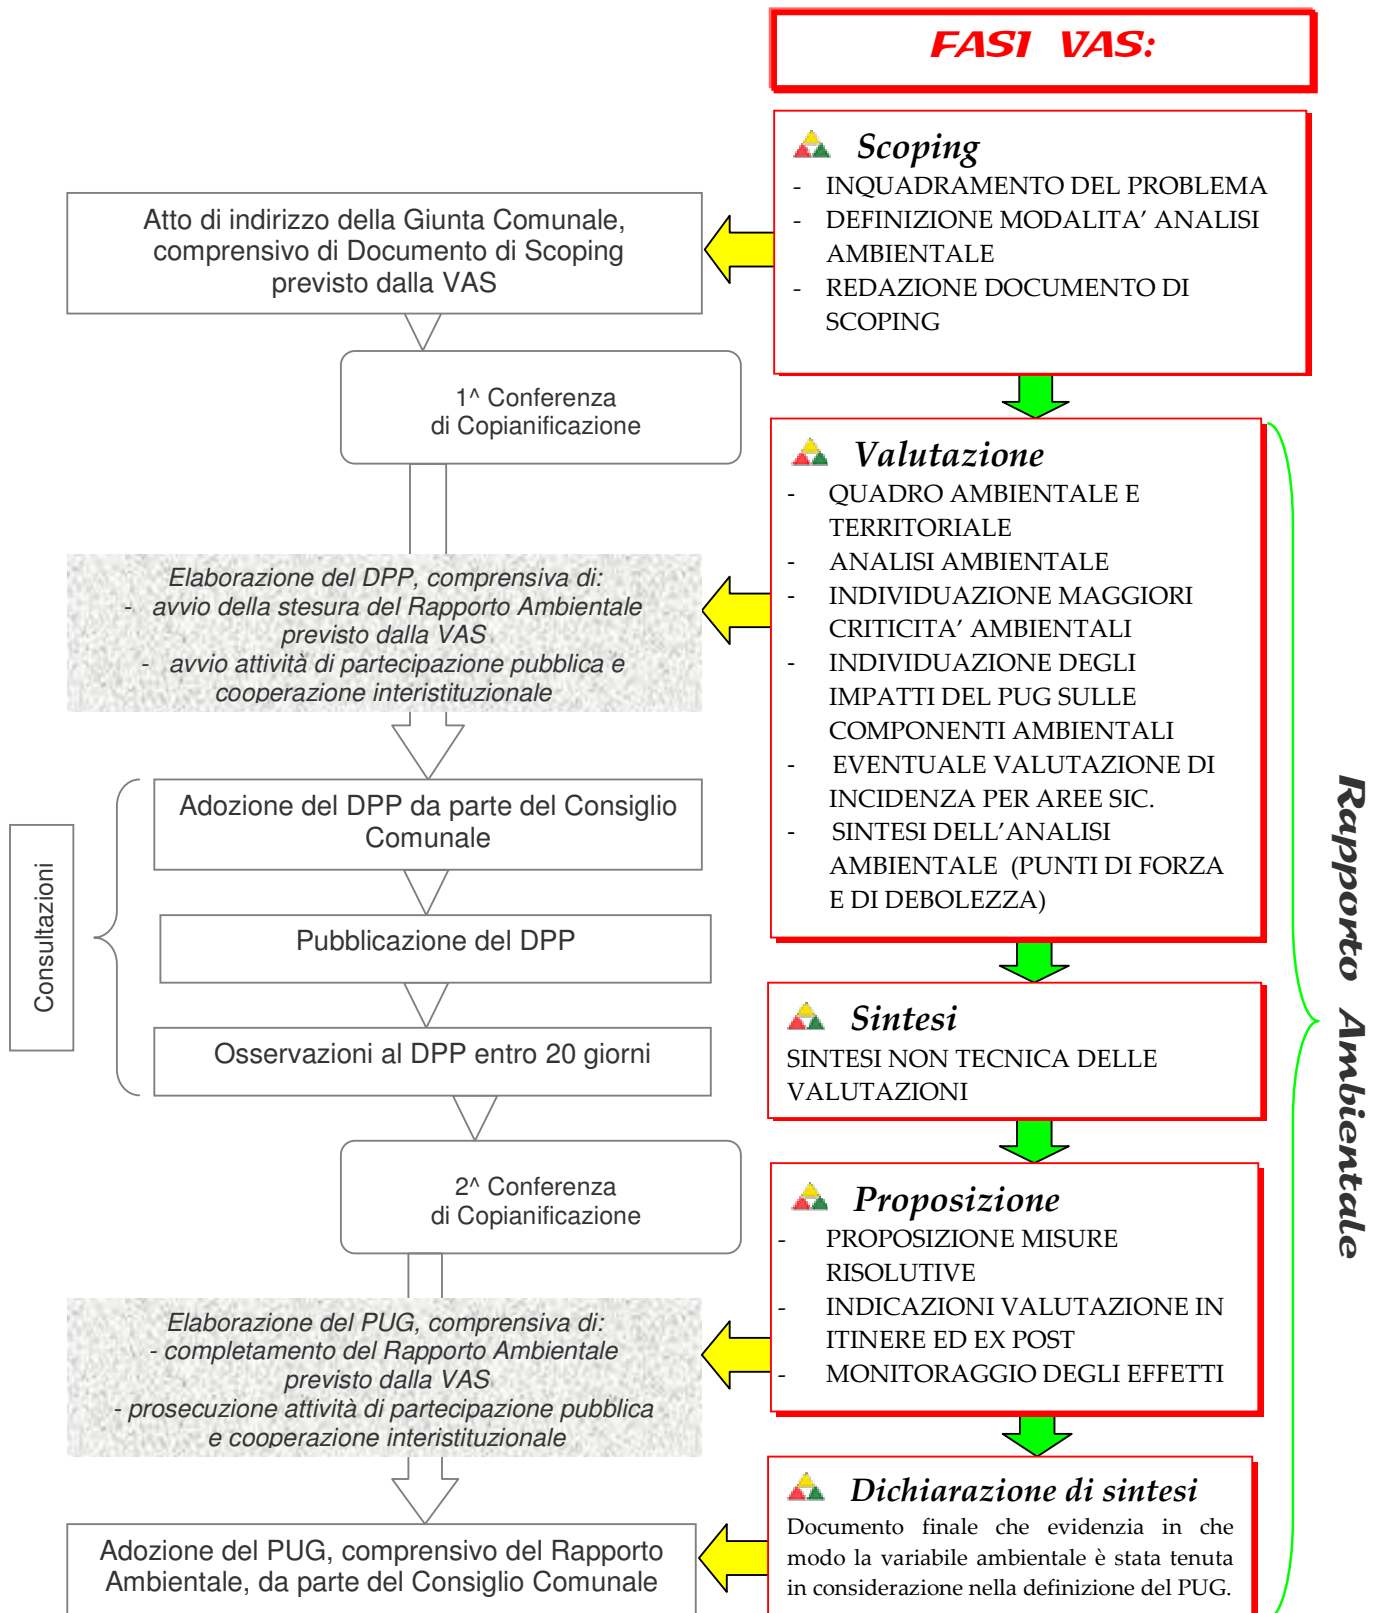 FASI VAS:
Scoping
- INQUADRAMENTO DEL PROBLEMA
- DEFINIZIONE MODALITA’ ANALISI
AMBIENTALE
- REDAZIONE DOCUMENTO DI
SCOPING
Atto di indirizzo della Giunta Comunale,
comprensivo di Documento di Scoping
previsto dalla VAS
1^ Conferenza
di Copianificazione
Valutazione
- QUADRO AMBIENTALE E
TERRITORIALE
- ANALISI AMBIENTALE
- INDIVIDUAZIONE MAGGIORI
CRITICITA’ AMBIENTALI
- INDIVIDUAZIONE DEGLI
IMPATTI DEL PUG SULLE
COMPONENTI AMBIENTALI
- EVENTUALE VALUTAZIONE DI
INCIDENZA PER AREE SIC.
- SINTESI DELL’ANALISI
AMBIENTALE (PUNTI DI FORZA
E DI DEBOLEZZA)
Elaborazione del DPP, comprensiva di:
- avvio della stesura del Rapporto Ambientale
previsto dalla VAS
- avvio attività di partecipazione pubblica e
cooperazione interistituzionale
Consultazioni
Adozione del DPP da parte del Consiglio
Comunale
Pubblicazione del DPP
Osservazioni al DPP entro 20 giorni
Sintesi
SINTESI NON TECNICA DELLE
VALUTAZIONI
2^ Conferenza
di Copianificazione
Proposizione
- PROPOSIZIONE MISURE
RISOLUTIVE
- INDICAZIONI VALUTAZIONE IN
ITINERE ED EX POST
- MONITORAGGIO DEGLI EFFETTI
Elaborazione del PUG, comprensiva di:
- completamento del Rapporto Ambientale
previsto dalla VAS
- prosecuzione attività di partecipazione pubblica
e cooperazione interistituzionale
Dichiarazione di sintesi
Documento finale che evidenzia in che
modo la variabile ambientale è stata tenuta
in considerazione nella definizione del PUG.
Adozione del PUG, comprensivo del Rapporto
Ambientale, da parte del Consiglio Comunale
Rapporto Ambientale